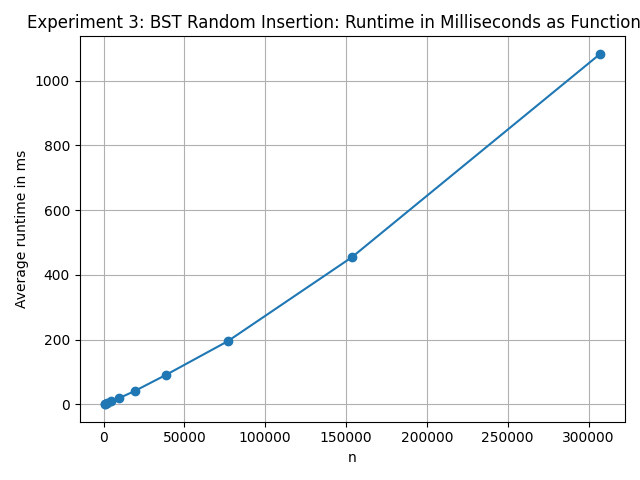 Experiment 3: BST Random Insertion: Runtime in Milliseconds as Function
1000
800
600
400
200
0
Average runtime in ms
0 50000 100000 150000 200000 250000 300000
n